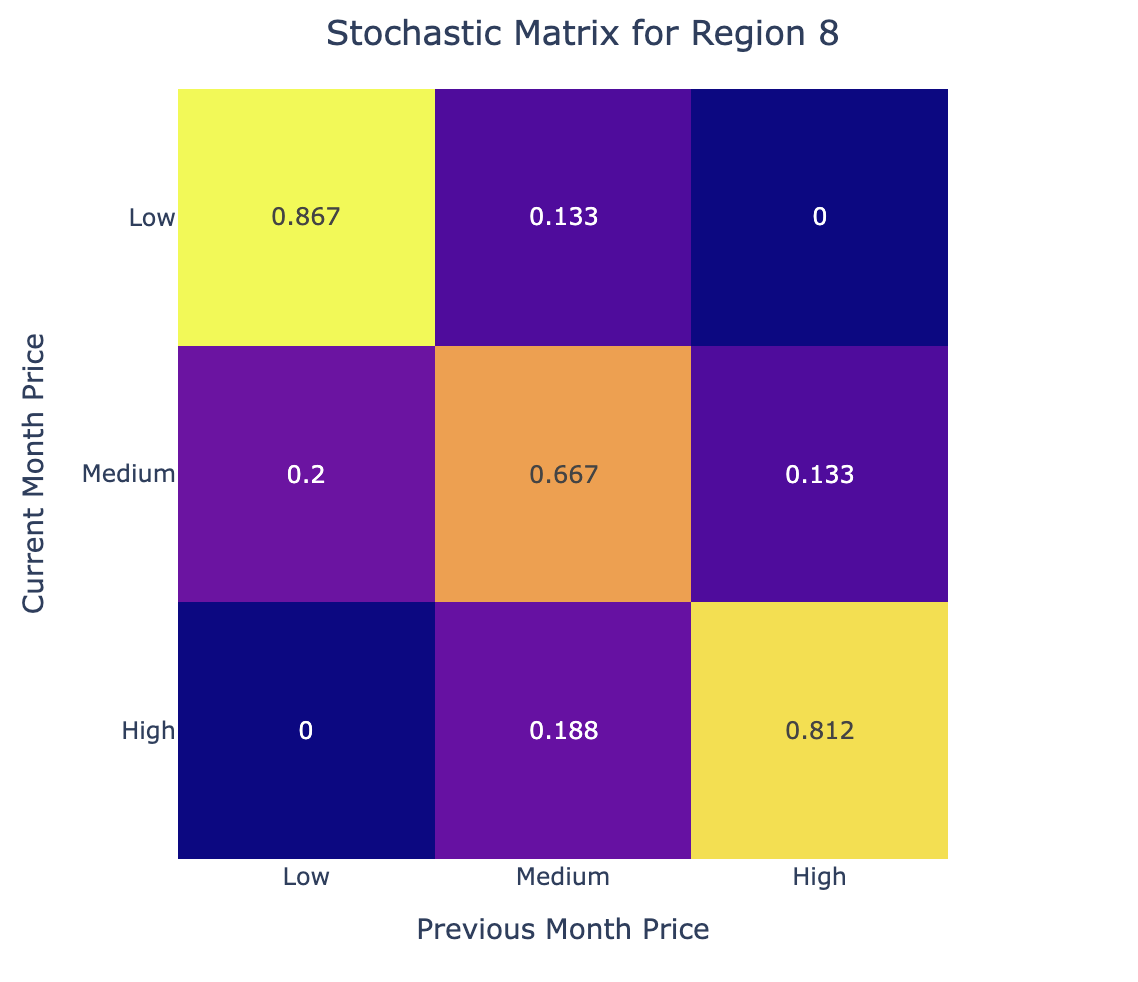 Stochastic Matrix for Region 8
Current Month Price
Low 0.867 0.133 0
Medium 0.2 0.667 0.133
High 0 0.188 0.812
Low Medium High
Previous Month Price